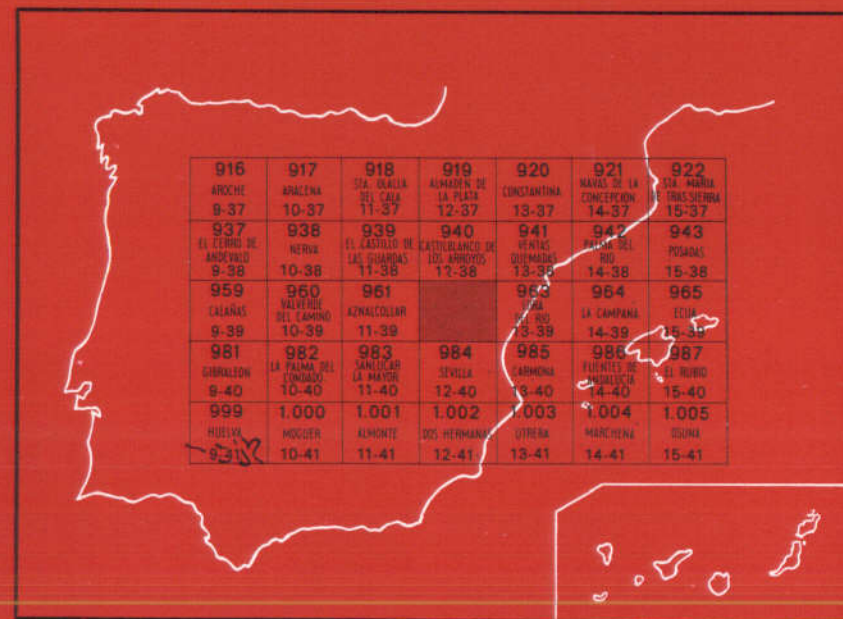 916 917 918 919 920 921 922
AROCHE ARACENA STA. OLALLA DEL CALA ALMADEN DE LA PLATA CONSTANTINA NAVAS DE LA CONCEPCION STA. MARIA DE TRAS-SIERRA
9-37 10-37 11-37 12-37 13-37 14-37 15-37
937 938 939 940 941 942 943
EL CERRO DE ANDEVALO NERVA EL CASTILLO DE LAS GUARDAS CASTILBLANCO DE LOS ARROYOS VENTAS QUEMADAS PALMA DEL RIO POSADAS
9-38 10-38 11-38 12-38 13-38 14-38 15-38
959 960 961 963 964 965
CALAÑAS VALVERDE DEL CAMINO AZNALCOLLAR LORA DEL RIO LA CAMPANA ECIJA
9-39 10-39 11-39 13-39 14-39 15-39
981 982 983 984 985 986 987
GIBRALEON LA PALMA DEL CONDADO SANLUCAR LA MAYOR SEVILLA CARMONA FUENTES DE ANDALUCIA EL RUBIO
9-40 10-40 11-40 12-40 13-40 14-40 15-40
999 1.000 1.001 1.002 1.003 1.004 1.005
HUELVA MOGUER ALMONTE DOS HERMANAS UTRERA MARCHENA OSUNA
9-41 10-41 11-41 12-41 13-41 14-41 15-41